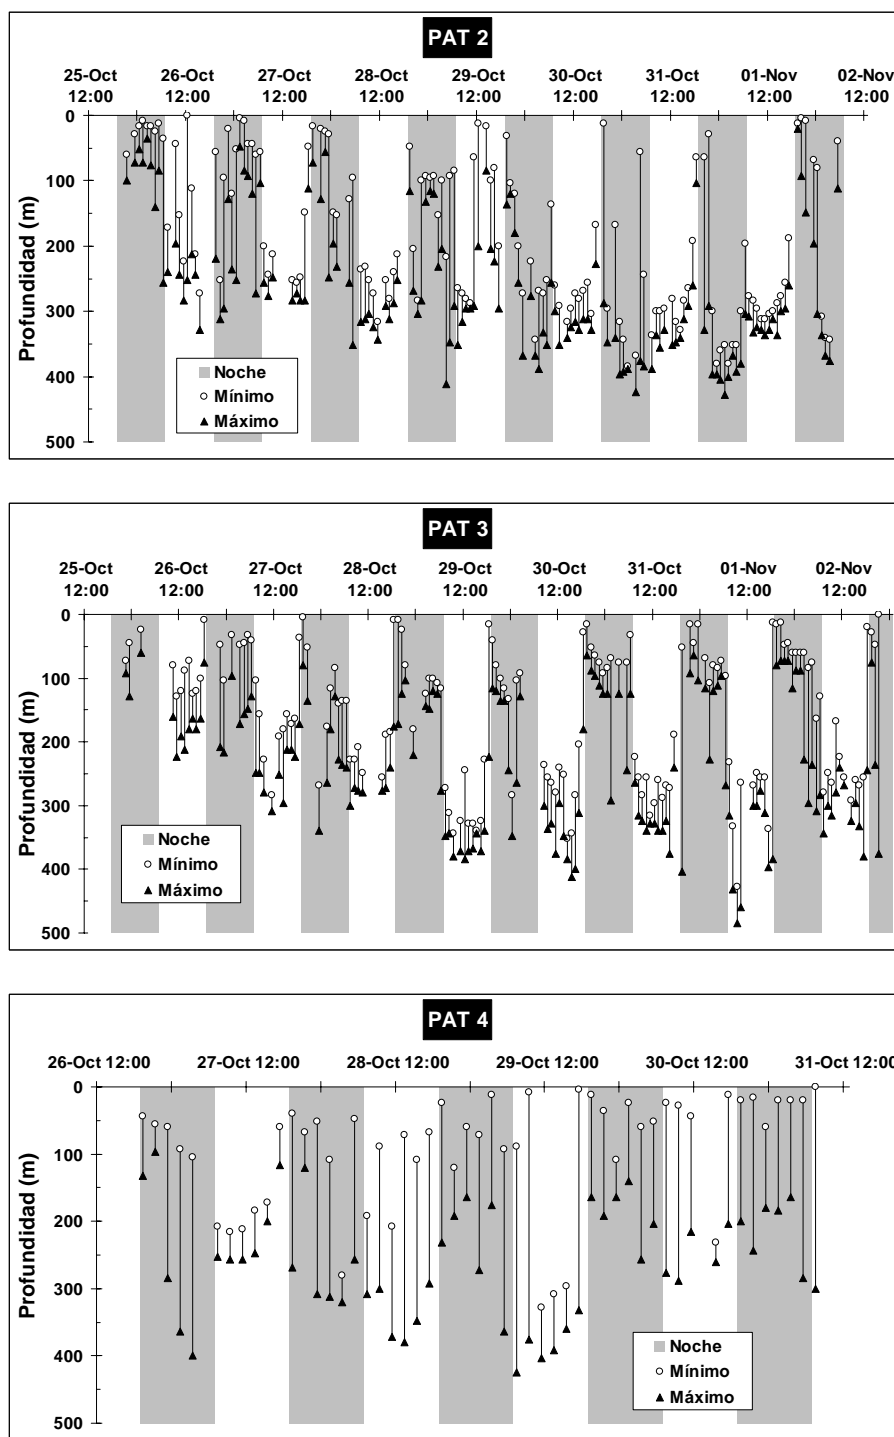 PAT 2
25-Oct 26-Oct 27-Oct 28-Oct 29-Oct 30-Oct 31-Oct 01-Nov 02-Nov
12:00 12:00 12:00 12:00 12:00 12:00 12:00 12:00 12:00
0
100
200
300
400
500
Profundidad (m)
Noche
Mínimo
Máximo
PAT 3
25-Oct 26-Oct 27-Oct 28-Oct 29-Oct 30-Oct 31-Oct 01-Nov 02-Nov
12:00 12:00 12:00 12:00 12:00 12:00 12:00 12:00 12:00
0
100
200
300
400
500
Profundidad (m)
Noche
Mínimo
Máximo
PAT 4
26-Oct 12:00 27-Oct 12:00 28-Oct 12:00 29-Oct 12:00 30-Oct 12:00 31-Oct 12:00
0
100
200
300
400
500
Profundidad (m)
Noche
Mínimo
Máximo